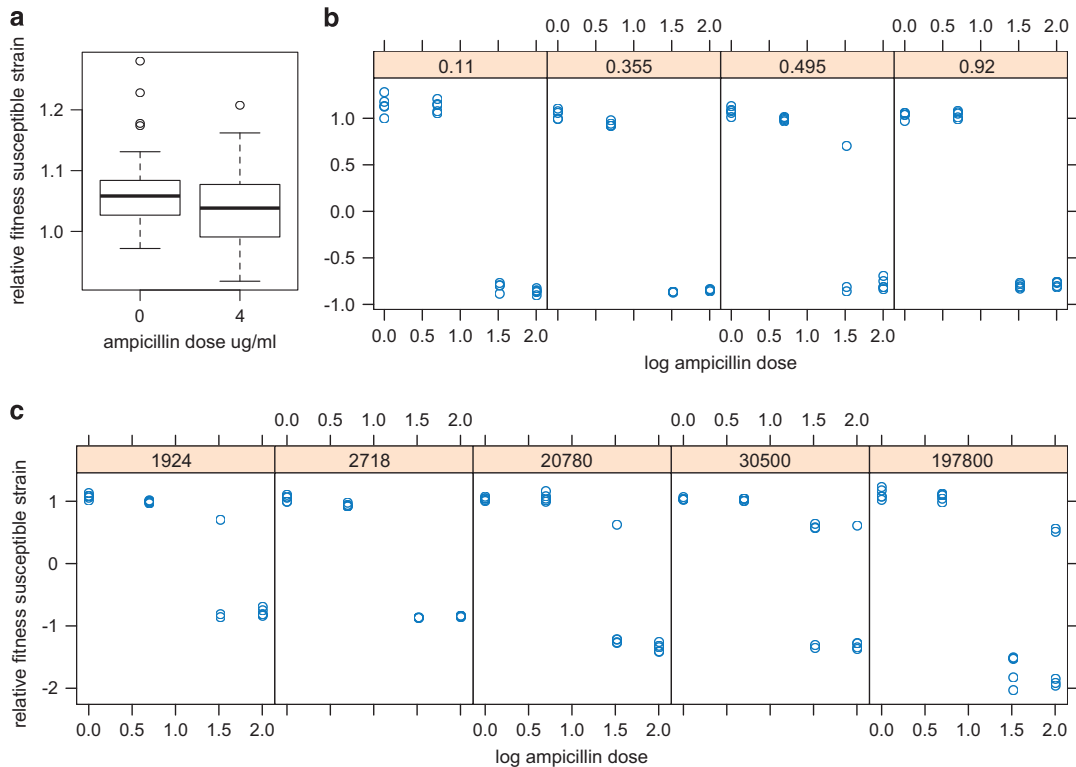 a
relative fitness susceptible strain
1.2
1.1
1.0
0 4
ampicillin dose ug/ml
b
0.0 0.5 1.0 1.5 2.0 0.0 0.5 1.0 1.5 2.0
0.11 0.355 0.495 0.92
1.0
0.5
0.0
-0.5
-1.0
0.0 0.5 1.0 1.5 2.0 0.0 0.5 1.0 1.5 2.0
log ampicillin dose
c
relative fitness susceptible strain
0.0 0.5 1.0 1.5 2.0 0.0 0.5 1.0 1.5 2.0
1924 2718 20780 30500 197800
1
0
-1
-2
0.0 0.5 1.0 1.5 2.0 0.0 0.5 1.0 1.5 2.0 0.0 0.5 1.0 1.5 2.0
log ampicillin dose